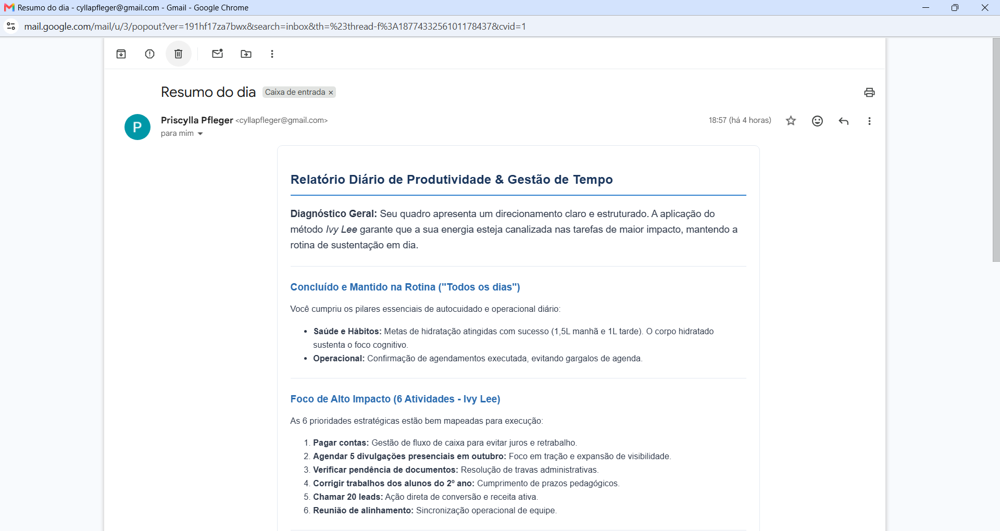 Resumo do dia - cyllapfleger@gmail.com - Gmail - Google Chrome
mail.google.com/mail/u/3/popout?ver=191hf17za7bwx&search=inbox&th=%23thread-f%3A1877433256101178437&cvid=1
Resumo do dia Caixa de entrada ×
P
Priscylla Pfleger <cyllapfleger@gmail.com> 18:57 (há 4 horas)
para mim
Relatório Diário de Produtividade & Gestão de Tempo
Diagnóstico Geral: Seu quadro apresenta um direcionamento claro e estruturado. A aplicação do
método Ivy Lee garante que a sua energia esteja canalizada nas tarefas de maior impacto, mantendo a
rotina de sustentação em dia.
Concluído e Mantido na Rotina ("Todos os dias")
Você cumpriu os pilares essenciais de autocuidado e operacional diário:
• Saúde e Hábitos: Metas de hidratação atingidas com sucesso (1,5L manhã e 1L tarde). O corpo hidratado
sustenta o foco cognitivo.
• Operacional: Confirmação de agendamentos executada, evitando gargalos de agenda.
Foco de Alto Impacto (6 Atividades - Ivy Lee)
As 6 prioridades estratégicas estão bem mapeadas para execução:
1. Pagar contas: Gestão de fluxo de caixa para evitar juros e retrabalho.
2. Agendar 5 divulgações presenciais em outubro: Foco em tração e expansão de visibilidade.
3. Verificar pendência de documentos: Resolução de travas administrativas.
4. Corrigir trabalhos dos alunos do 2º ano: Cumprimento de prazos pedagógicos.
5. Chamar 20 leads: Ação direta de conversão e receita ativa.
6. Reunião de alinhamento: Sincronização operacional de equipe.